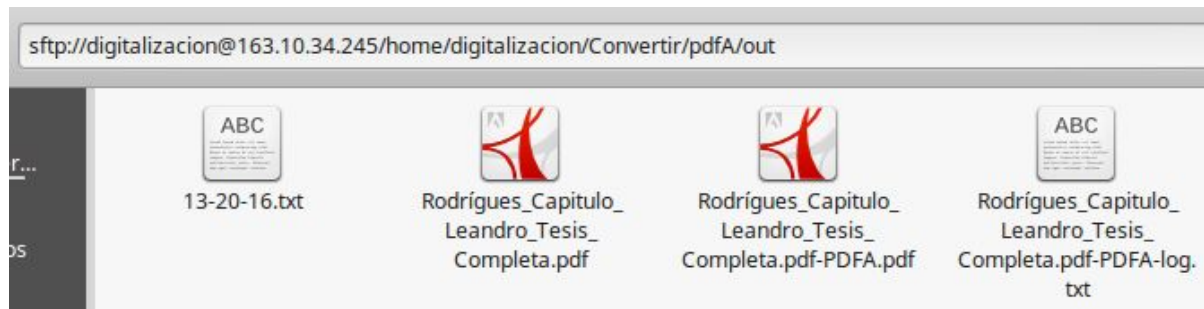 sftp://digitalizacion@163.10.34.245/home/digitalizacion/Convertir/pdfA/out
r...
os
ABC
13-20-16.txt
Rodrígues_Capitulo_
Leandro_Tesis_
Completa.pdf
Rodrígues_Capitulo_
Leandro_Tesis_
Completa.pdf-PDFA.pdf
ABC
Rodrígues_Capitulo_
Leandro_Tesis_
Completa.pdf-PDFA-log.
txt